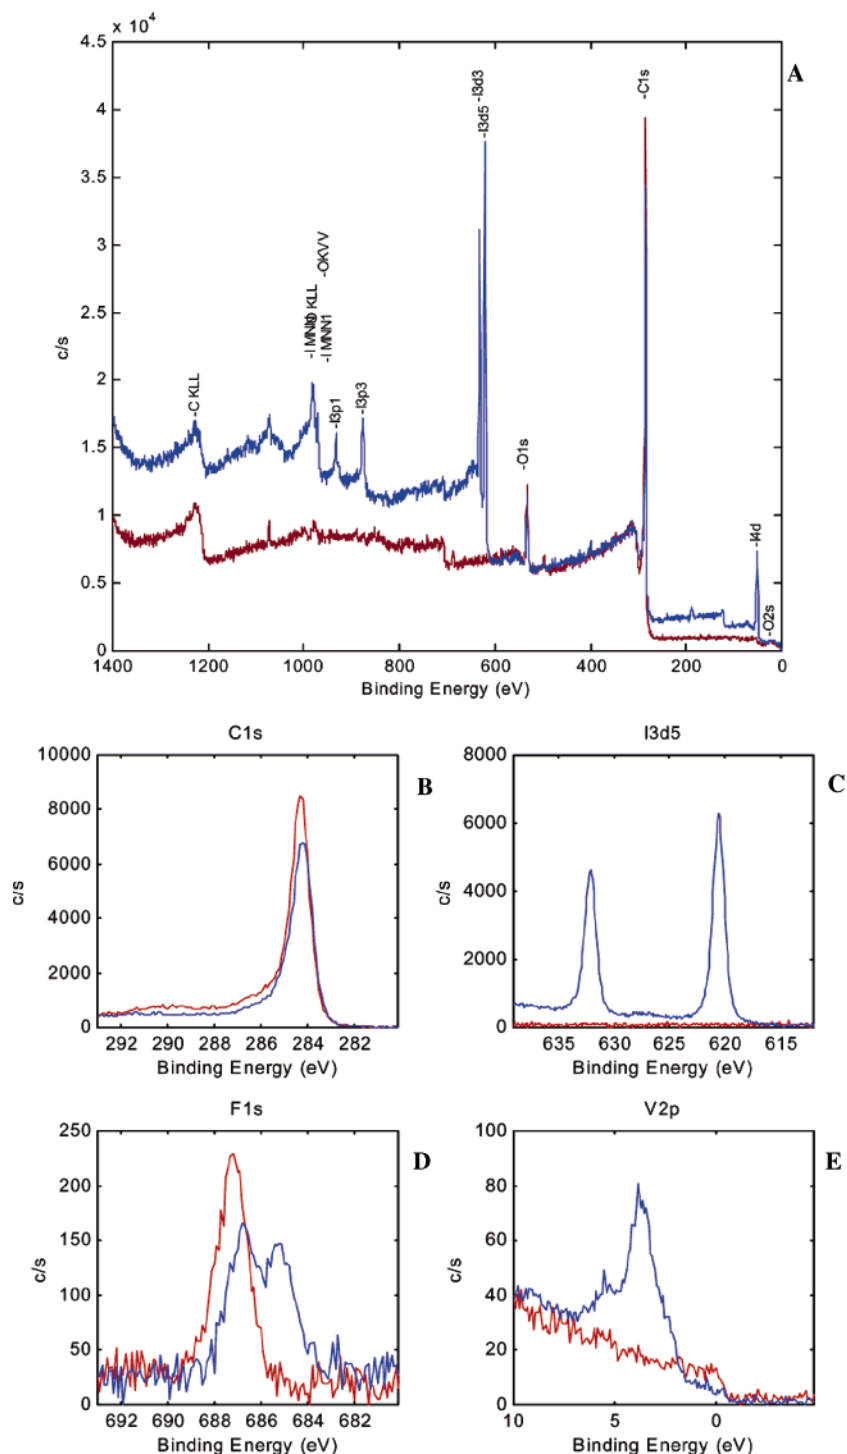 x 10⁴
4.5
4
3.5
3
2.5
2
1.5
1
0.5
0
c/s
A
-C KLL
-OKVV
-I MNN1
-I3p1
-I3p3
-I3d5
-I3d3
-O1s
-C1s
-I4d
-O2s
1400 1200 1000 800 600 400 200 0
Binding Energy (eV)
C1s
10000
8000
6000
4000
2000
0
c/s
B
292 290 288 286 284 282
Binding Energy (eV)
I3d5
8000
6000
4000
2000
0
c/s
C
635 630 625 620 615
Binding Energy (eV)
F1s
250
200
150
100
50
0
c/s
D
692 690 688 686 684 682
Binding Energy (eV)
V2p
100
80
60
40
20
0
c/s
E
10 5 0
Binding Energy (eV)